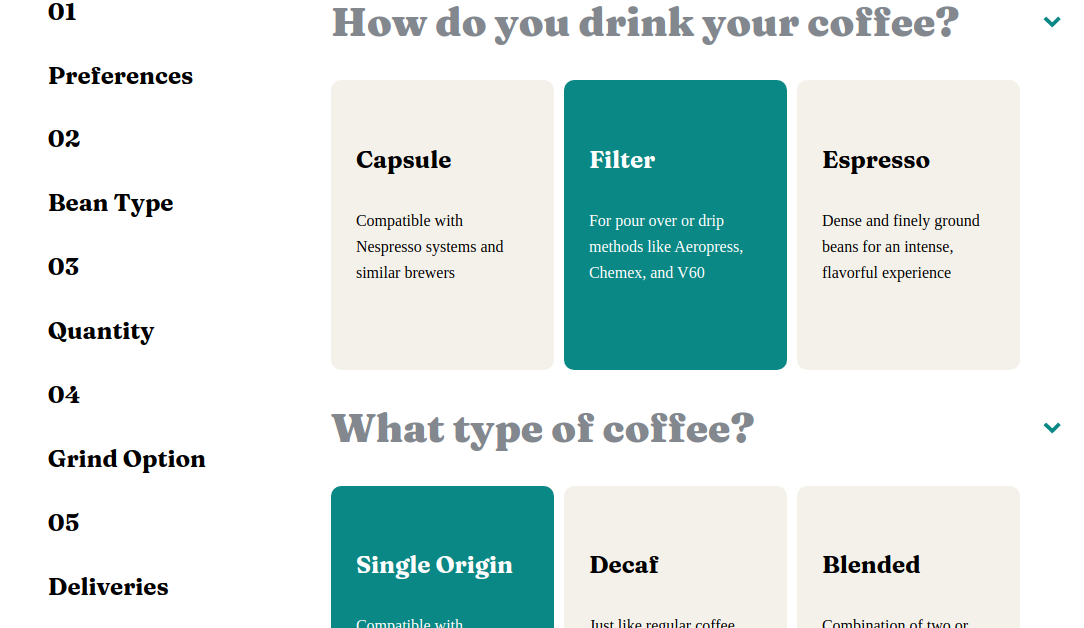 01
Preferences
02
Bean Type
03
Quantity
04
Grind Option
05
Deliveries
How do you drink your coffee?
Capsule
Compatible with
Nespresso systems and
similar brewers
Filter
For pour over or drip
methods like Aeropress,
Chemex, and V60
Espresso
Dense and finely ground
beans for an intense,
flavorful experience
What type of coffee?
Single Origin
Compatible with
Decaf
Just like regular coffee,
Blended
Combination of two or